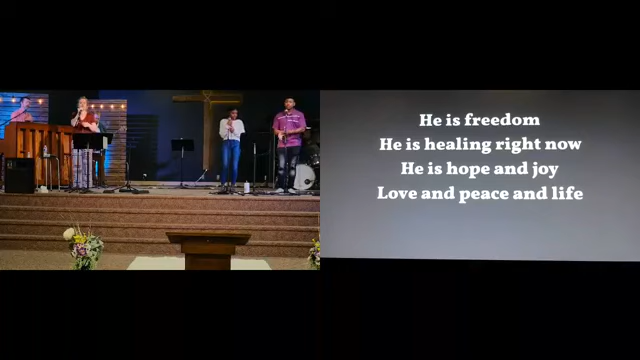 He is freedom
He is healing right now
He is hope and joy
Love and peace and life